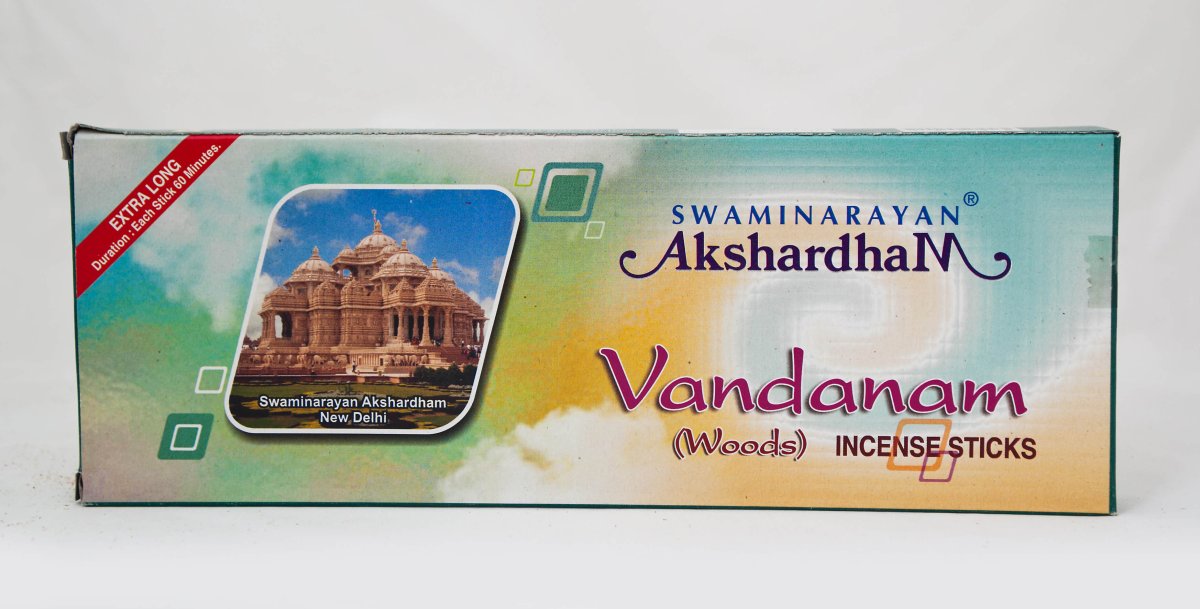 EXTRA LONG
Duration : Each Stick 60 Minutes.
Swaminarayan Akshardham
New Delhi
SWAMINARAYAN®
AkshardhaM
Vandanam
(Woods) INCENSE STICKS